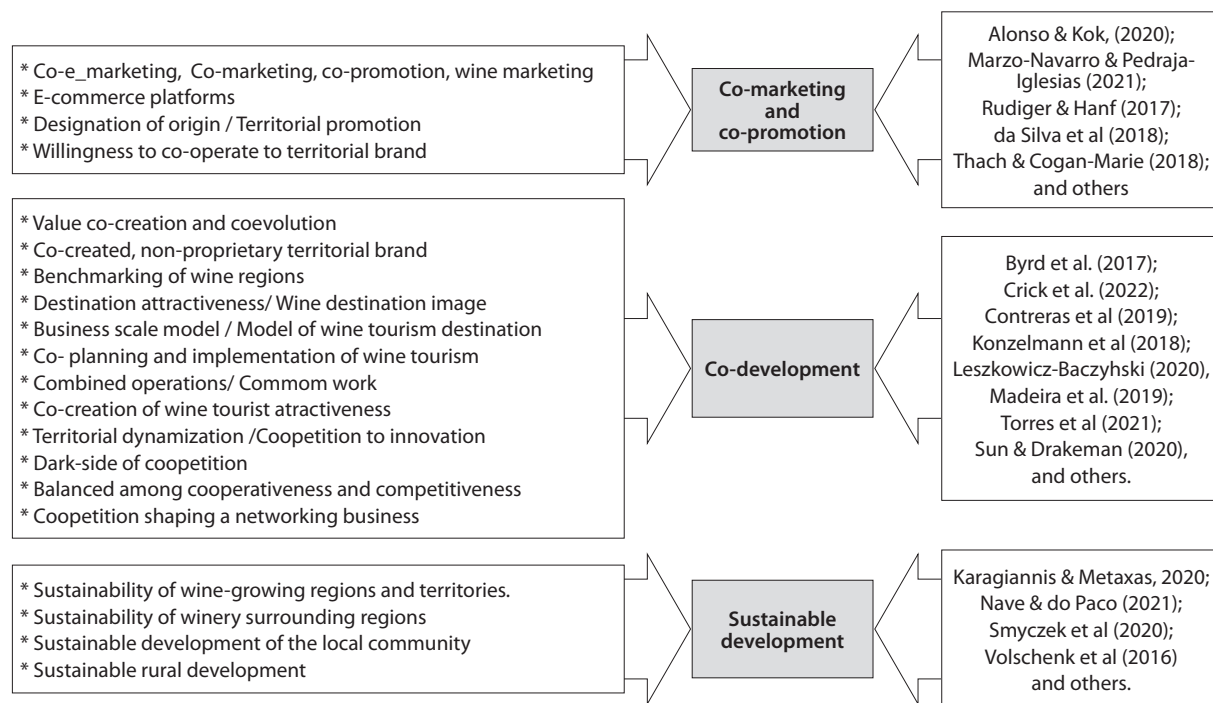 * Co-e_marketing, Co-marketing, co-promotion, wine marketing
* E-commerce platforms
* Designation of origin / Territorial promotion
* Willingness to co-operate to territorial brand
Co-marketing
and
co-promotion
Alonso & Kok, (2020);
Marzo-Navarro & Pedraja-
Iglesias (2021);
Rudiger & Hanf (2017);
da Silva et al (2018);
Thach & Cogan-Marie (2018);
and others
* Value co-creation and coevolution
* Co-created, non-proprietary territorial brand
* Benchmarking of wine regions
* Destination attractiveness/ Wine destination image
* Business scale model / Model of wine tourism destination
* Co- planning and implementation of wine tourism
* Combined operations/ Commom work
* Co-creation of wine tourist atractiveness
* Territorial dynamization /Coopetition to innovation
* Dark-side of coopetition
* Balanced among cooperativeness and competitiveness
* Coopetition shaping a networking business
Co-development
Byrd et al. (2017);
Crick et al. (2022);
Contreras et al (2019);
Konzelmann et al (2018);
Leszkowicz-Baczyhski (2020),
Madeira et al. (2019);
Torres et al (2021);
Sun & Drakeman (2020),
and others.
* Sustainability of wine-growing regions and territories.
* Sustainability of winery surrounding regions
* Sustainable development of the local community
* Sustainable rural development
Sustainable
development
Karagiannis & Metaxas, 2020;
Nave & do Paco (2021);
Smyczek et al (2020);
Volschenk et al (2016)
and others.